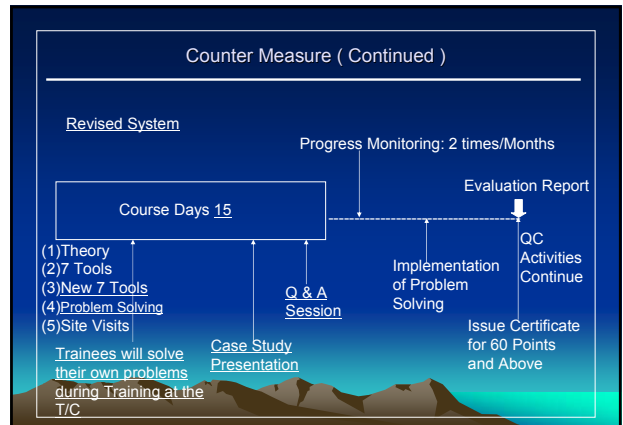 Counter Measure ( Continued )
Revised System
Progress Monitoring: 2 times/Months
Evaluation Report
Course Days 15
(1)Theory
(2)7 Tools
(3)New 7 Tools
(4)Problem Solving
(5)Site Visits
Trainees will solve
their own problems
during Training at the
T/C
Case Study
Presentation
Q & A
Session
Implementation
of Problem
Solving
QC
Activities
Continue
Issue Certificate
for 60 Points
and Above